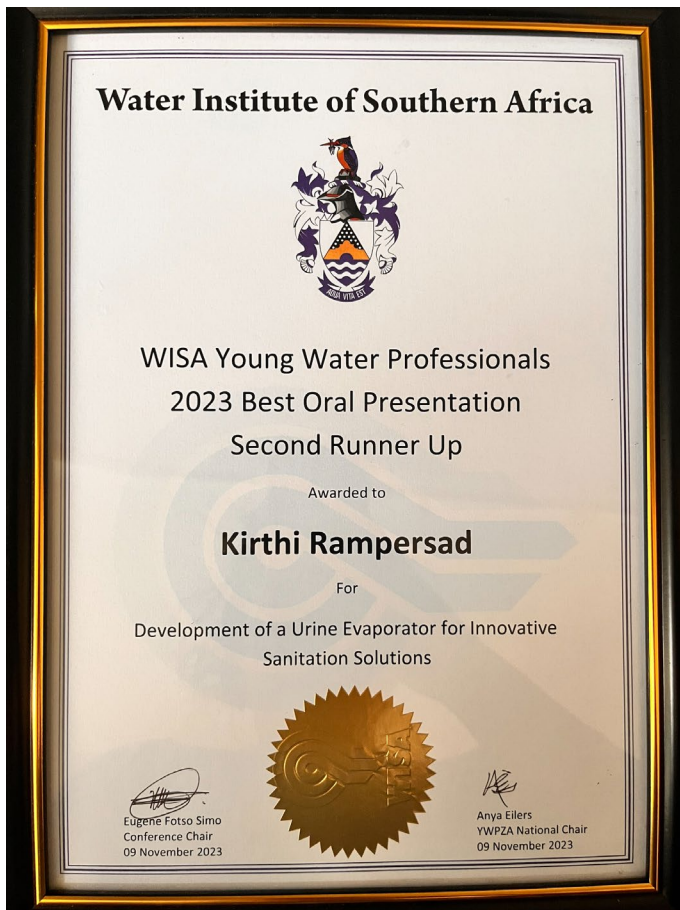 Water Institute of Southern Africa
AQUA VITA EST
WISA Young Water Professionals
2023 Best Oral Presentation
Second Runner Up
Awarded to
Kirthi Rampersad
For
Development of a Urine Evaporator for Innovative
Sanitation Solutions
WISA
Eugene Fotso Simo
Conference Chair
09 November 2023
Anya Eilers
YWPZA National Chair
09 November 2023